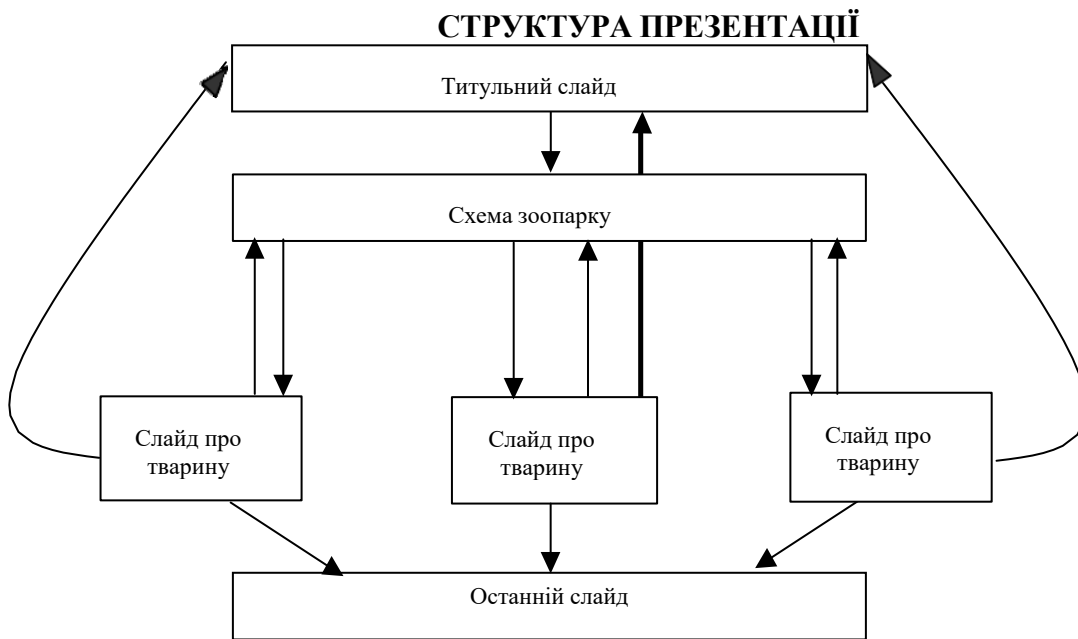 СТРУКТУРА ПРЕЗЕНТАЦІЇ
Титульний слайд
Схема зоопарку
Слайд про
тварину
Слайд про
тварину
Слайд про
тварину
Останній слайд